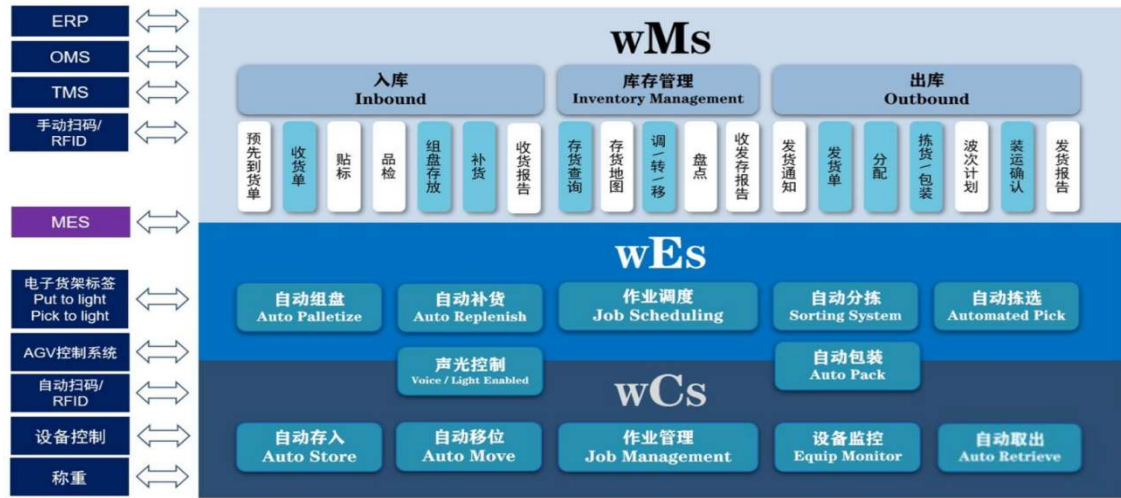 ERP
OMS
TMS
手动扫码/
RFID
MES
电子货架标签
Put to light
Pick to light
AGV控制系统
自动扫码/
RFID
设备控制
称重
wMs
入库
Inbound
库存管理
Inventory Management
出库
Outbound
预先到货单
收货单
贴标
品检
组盘存放
补货
收货报告
存货查询
存货地图
调/转/移
盘点
收发存报告
发货通知
发货单
分配
拣货/包装
波次计划
装运确认
发货报告
wEs
自动组盘
Auto Palletize
自动补货
Auto Replenish
作业调度
Job Scheduling
自动分拣
Sorting System
自动拣选
Automated Pick
声光控制
Voice / Light Enabled
自动包装
Auto Pack
wCs
自动存入
Auto Store
自动移位
Auto Move
作业管理
Job Management
设备监控
Equip Monitor
自动取出
Auto Retrieve